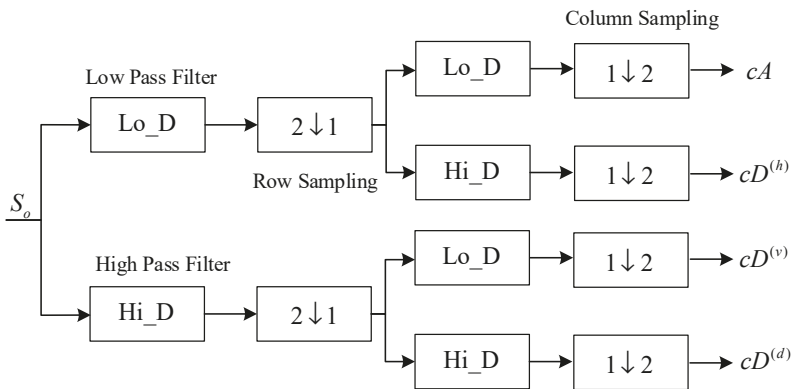 Column Sampling
Low Pass Filter
Lo_D
1↓2
cA
Lo_D
2↓1
Row Sampling
Hi_D
1↓2
cD^(h)
S_o
High Pass Filter
Lo_D
1↓2
cD^(v)
Hi_D
2↓1
Hi_D
1↓2
cD^(d)